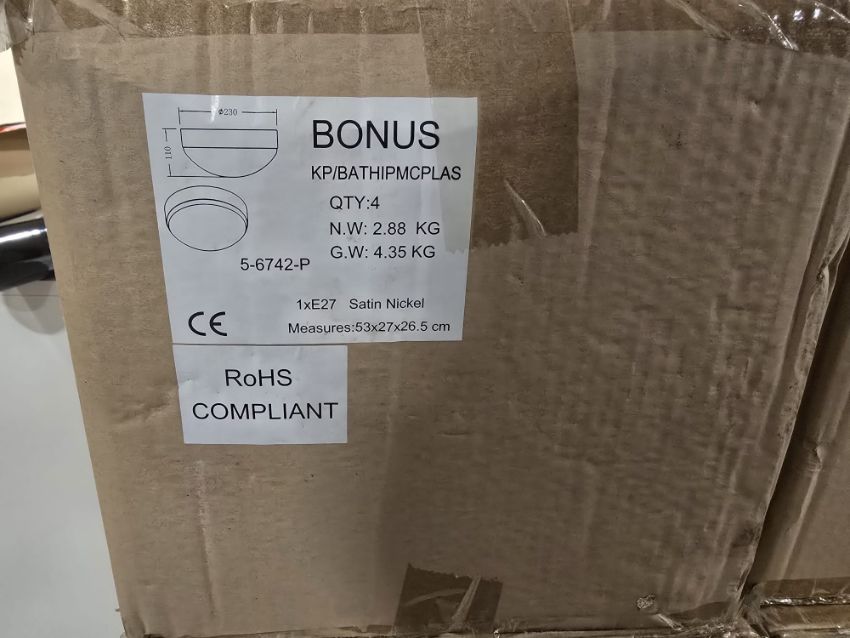 ϕ230
110
BONUS
KP/BATHIPMCPLAS
QTY:4
N.W: 2.88 KG
G.W: 4.35 KG
5-6742-P
1xE27 Satin Nickel
CE
Measures:53x27x26.5 cm
RoHS
COMPLIANT